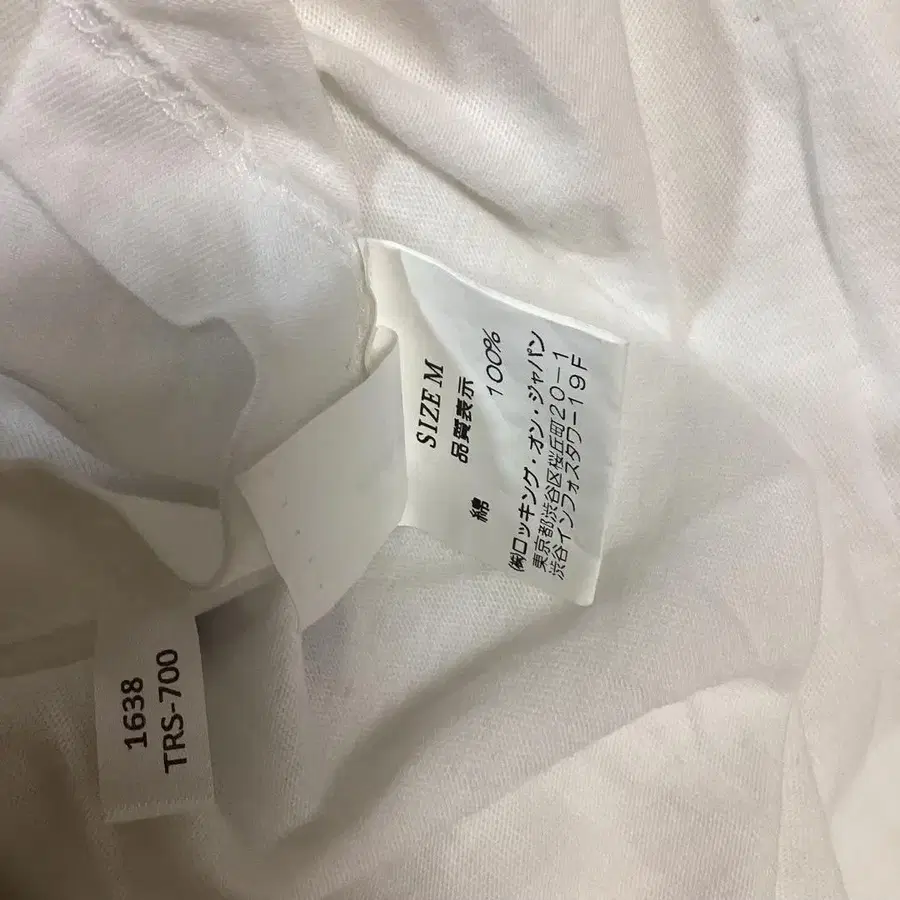 SIZE M
品質表示
綿 100%
㈱ロッキング・オン・ジャパン
東京都渋谷区桜丘町20-1
渋谷インフォスタワー19F
1638
TRS-700